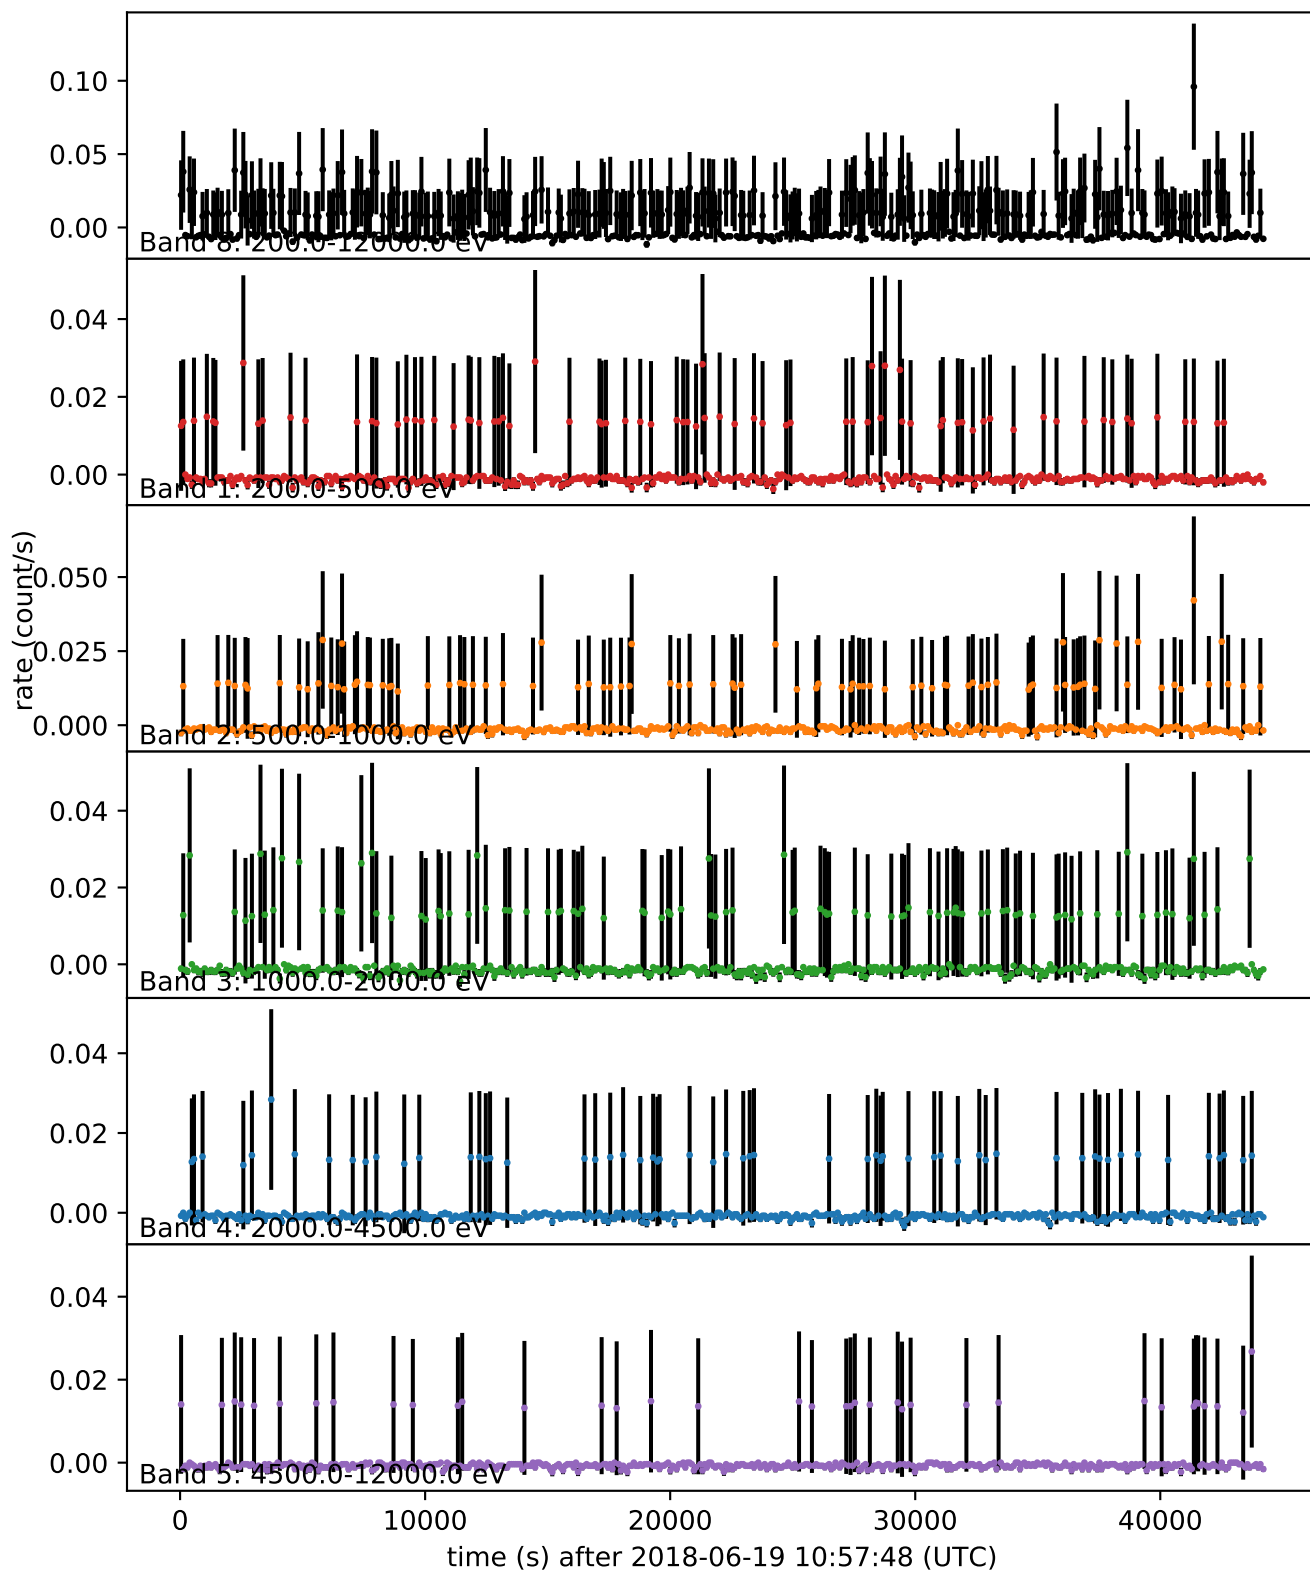 0.10
0.05
0.00
Band 8: 200.0-12000.0 eV
0.04
0.02
0.00
Band 1: 200.0-500.0 eV
rate (count/s)
0.050
0.025
0.000
Band 2: 500.0-1000.0 eV
0.04
0.02
0.00
Band 3: 1000.0-2000.0 eV
0.04
0.02
0.00
Band 4: 2000.0-4500.0 eV
0.04
0.02
0.00
Band 5: 4500.0-12000.0 eV
0 10000 20000 30000 40000
time (s) after 2018-06-19 10:57:48 (UTC)